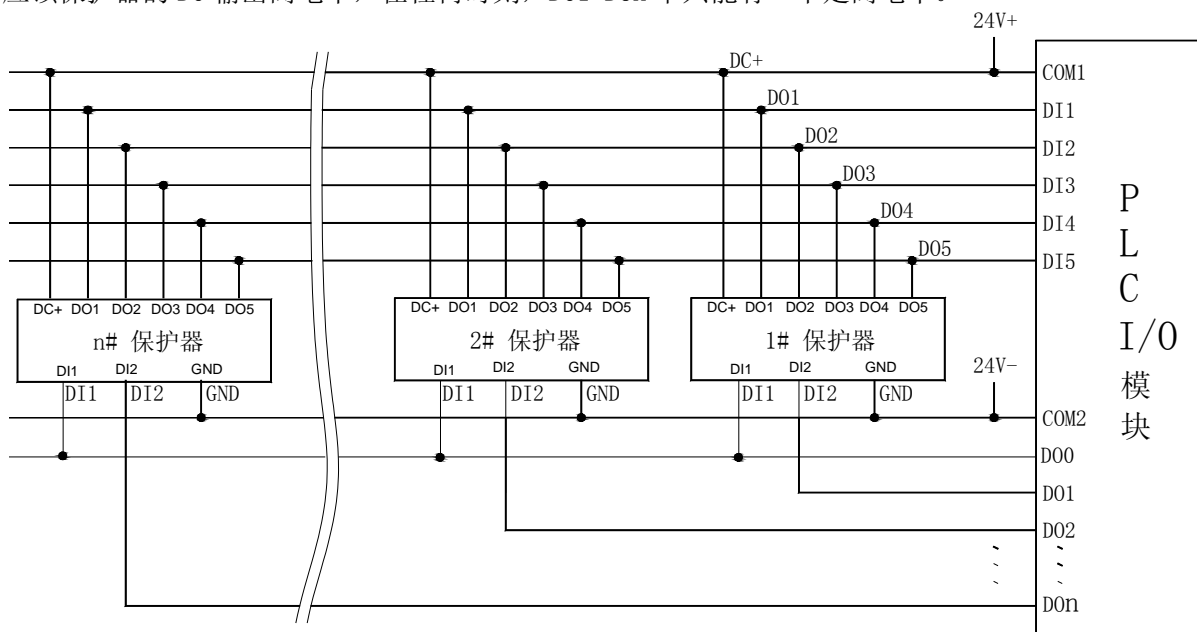 24V+
DC+
COM1
DO1
DI1
DO2
DI2
DO3
DI3
DO4
DI4
DO5
DI5
DC+ DO1 DO2 DO3 DO4 DO5
n# 保护器
DI1 DI2 GND
DI1 DI2 GND
DC+ DO1 DO2 DO3 DO4 DO5
2# 保护器
DI1 DI2 GND
DI1 DI2 GND
DC+ DO1 DO2 DO3 DO4 DO5
1# 保护器
DI1 DI2 GND
DI1 DI2 GND
24V-
COM2
DO0
DO1
DO2
DOn
P
L
C
I/O
模
块